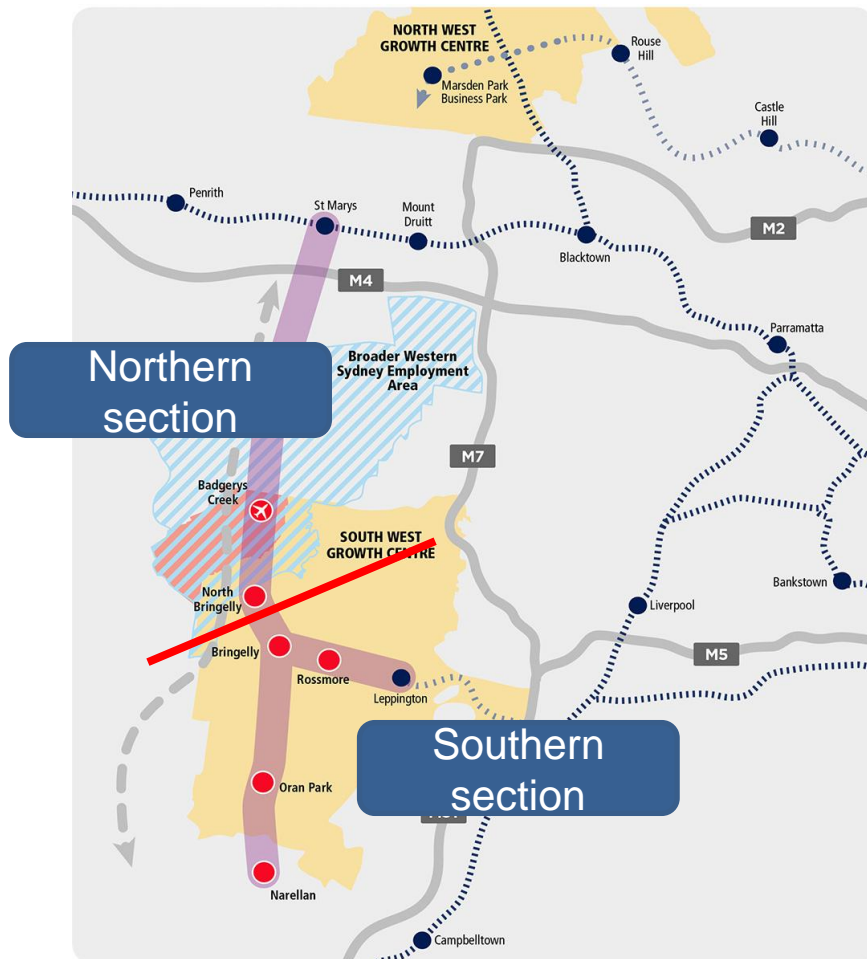 NORTH WEST
GROWTH CENTRE
Rouse
Hill
Marsden Park
Business Park
Castle
Hill
Penrith
St Marys
Mount
Druitt
Blacktown
M2
M4
Parramatta
Broader Western
Sydney Employment
Area
Northern
section
M7
Badgerys
Creek
SOUTH WEST
GROWTH CENTRE
North
Bringelly
Bankstown
Liverpool
Bringelly
Rossmore
M5
Leppington
Southern
section
Oran Park
Narellan
Campbelltown